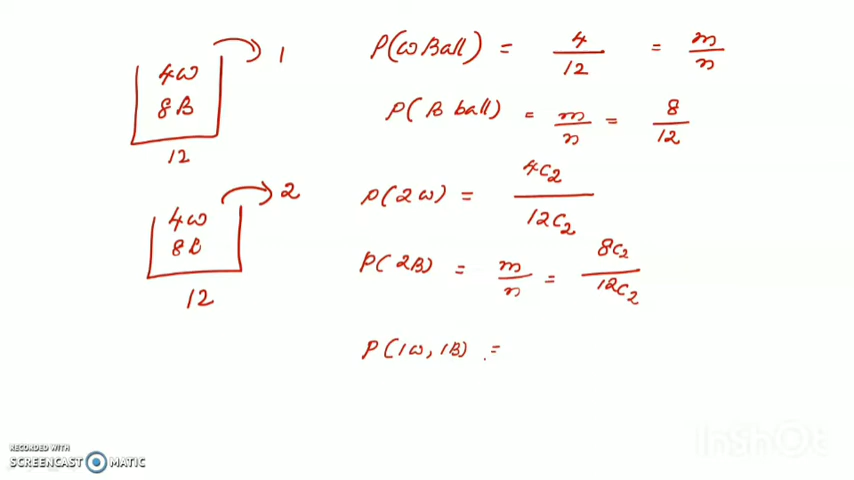 4W
8B
12
1
P(W Ball) = 4/12 = m/n
P(B ball) = m/n = 8/12
4W
8B
12
2
P(2W) = 4C2/12C2
P(2B) = m/n = 8C2/12C2
P(1W, 1B) =
RECORDED WITH
SCREENCAST MATIC
InShOt